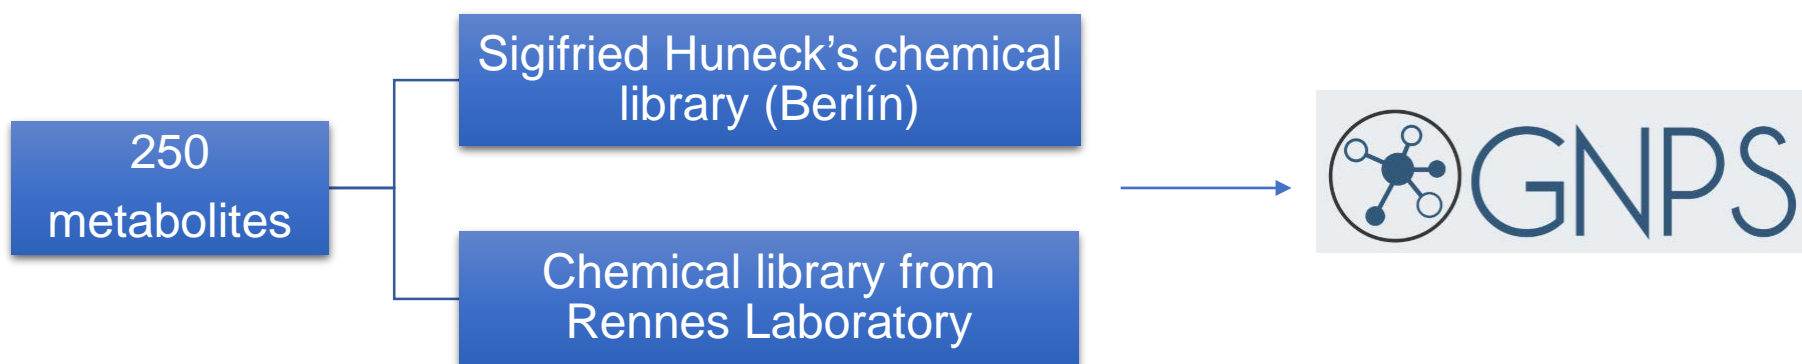 250
metabolites
Sigifried Huneck's chemical
library (Berlín)
Chemical library from
Rennes Laboratory
GNPS